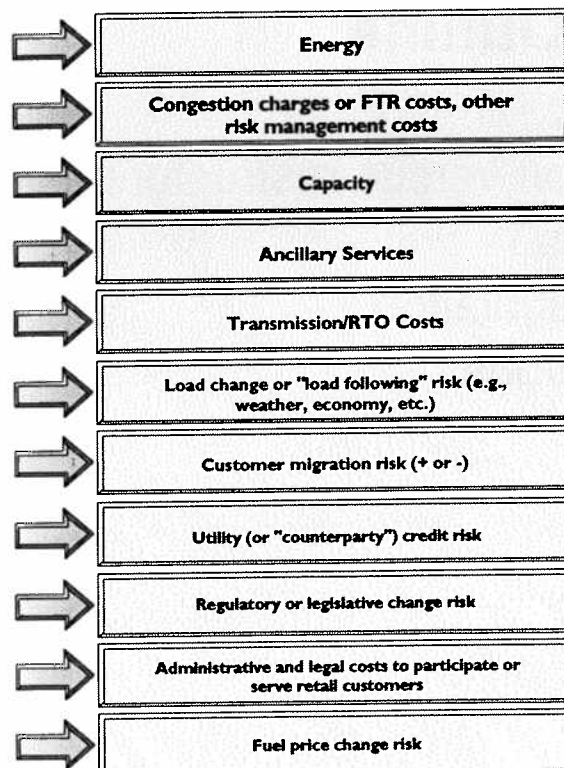 Energy
Congestion charges or FTR costs, other
risk management costs
Capacity
Ancillary Services
Transmission/RTO Costs
Load change or "load following" risk (e.g.,
weather, economy, etc.)
Customer migration risk (+ or -)
Utility (or "counterparty") credit risk
Regulatory or legislative change risk
Administrative and legal costs to participate or
serve retail customers
Fuel price change risk